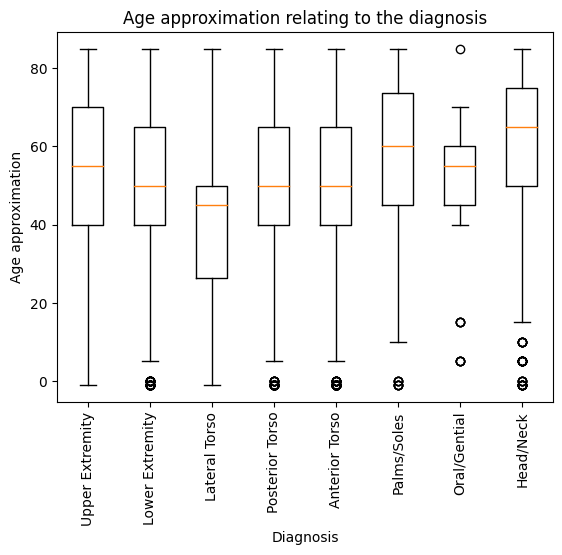 Age approximation relating to the diagnosis
Age approximation
80
60
40
20
0
Upper Extremity
Lower Extremity
Lateral Torso
Posterior Torso
Anterior Torso
Palms/Soles
Oral/Gential
Head/Neck
Diagnosis